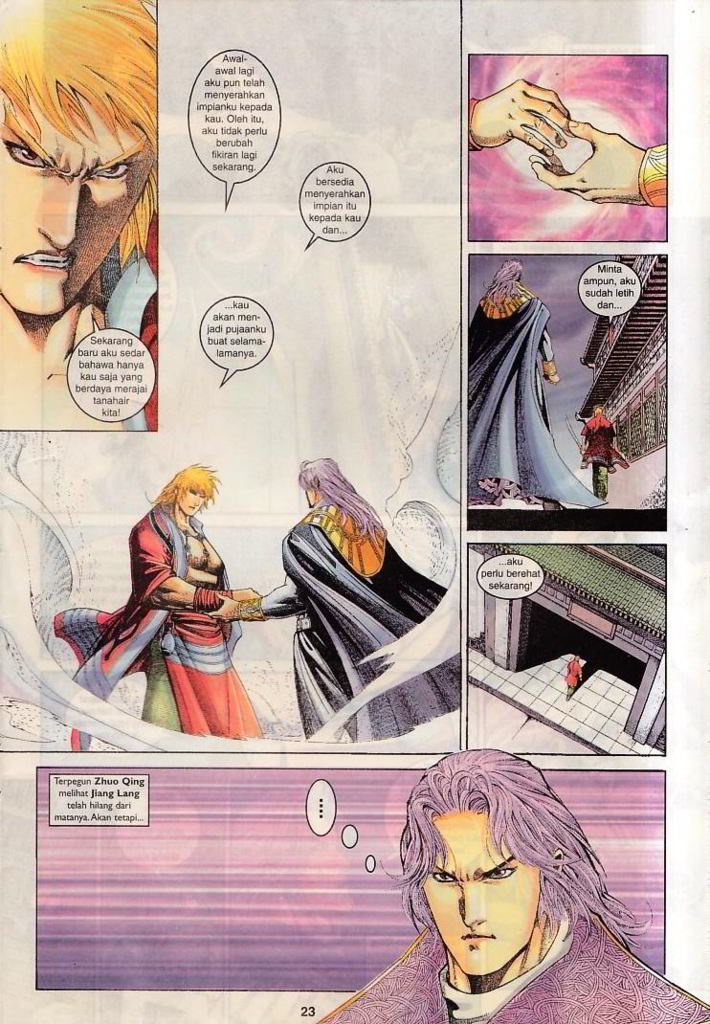 Awal-
awal lagi
aku pun telah
menyerahkan
impianku kepada
kau. Oleh itu,
aku tidak perlu
berubah
fikiran lagi
sekarang.
Aku
bersedia
menyerahkan
impian itu
kepada kau
dan...
...kau
akan men-
jadi pujaanku
buat selama-
lamanya.
Sekarang
baru aku sedar
bahawa hanya
kau saja yang
berdaya merajai
tanahair
kita!
Minta
ampun, aku
sudah letih
dan...
...aku
perlu berehat
sekarang!
Terpegun Zhuo Qing
melihat Jiang Lang
telah hilang dari
matanya. Akan tetapi...
...
23